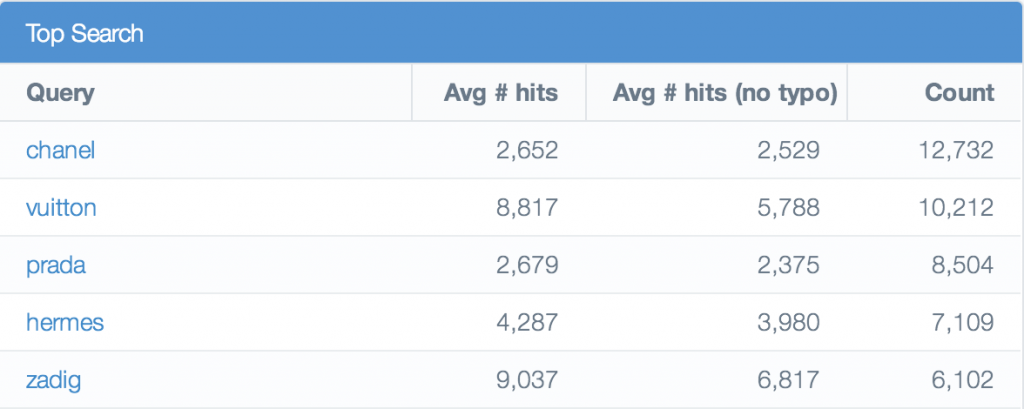 Top Search
Query Avg # hits Avg # hits (no typo) Count
chanel 2,652 2,529 12,732
vuitton 8,817 5,788 10,212
prada 2,679 2,375 8,504
hermes 4,287 3,980 7,109
zadig 9,037 6,817 6,102